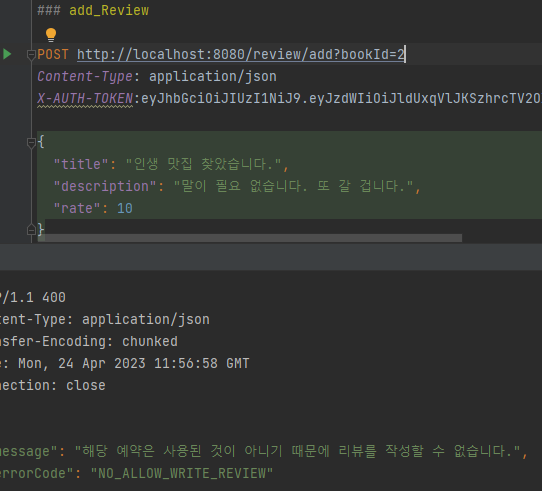 ### add_Review
POST http://localhost:8080/review/add?bookId=2
Content-Type: application/json
X-AUTH-TOKEN:eyJhbGciOiJIUzI1NiJ9.eyJzdWIiOiJldUxqVlJKSzhrcTV2O
{
"title": "인생 맛집 찾았습니다.",
"description": "말이 필요 없습니다. 또 갈 겁니다.",
"rate": 10
}
/1.1 400
tent-Type: application/json
nsfer-Encoding: chunked
: Mon, 24 Apr 2023 11:56:58 GMT
nection: close
message": "해당 예약은 사용된 것이 아니기 때문에 리뷰를 작성할 수 없습니다.",
errorCode": "NO_ALLOW_WRITE_REVIEW"